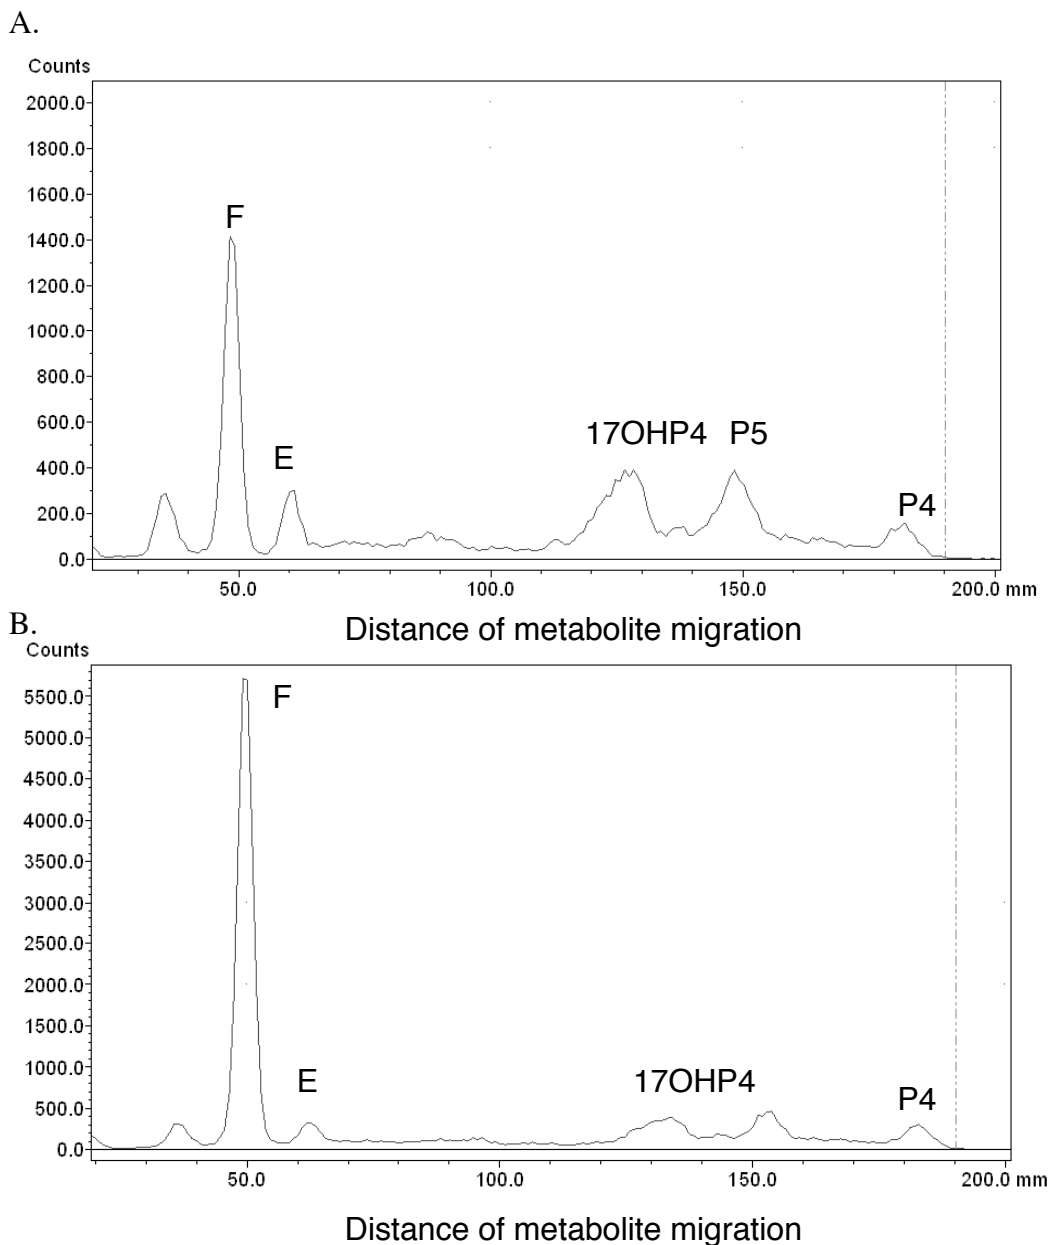 A.
Counts
2000.0
1800.0
1600.0
1400.0
1200.0
1000.0
800.0
600.0
400.0
200.0
0.0
F
E
17OHP4 P5
P4
50.0 100.0 150.0 200.0 mm
Distance of metabolite migration
B.
Counts
5500.0
5000.0
4500.0
4000.0
3500.0
3000.0
2500.0
2000.0
1500.0
1000.0
500.0
0.0
F
E
17OHP4
P4
50.0 100.0 150.0 200.0 mm
Distance of metabolite migration